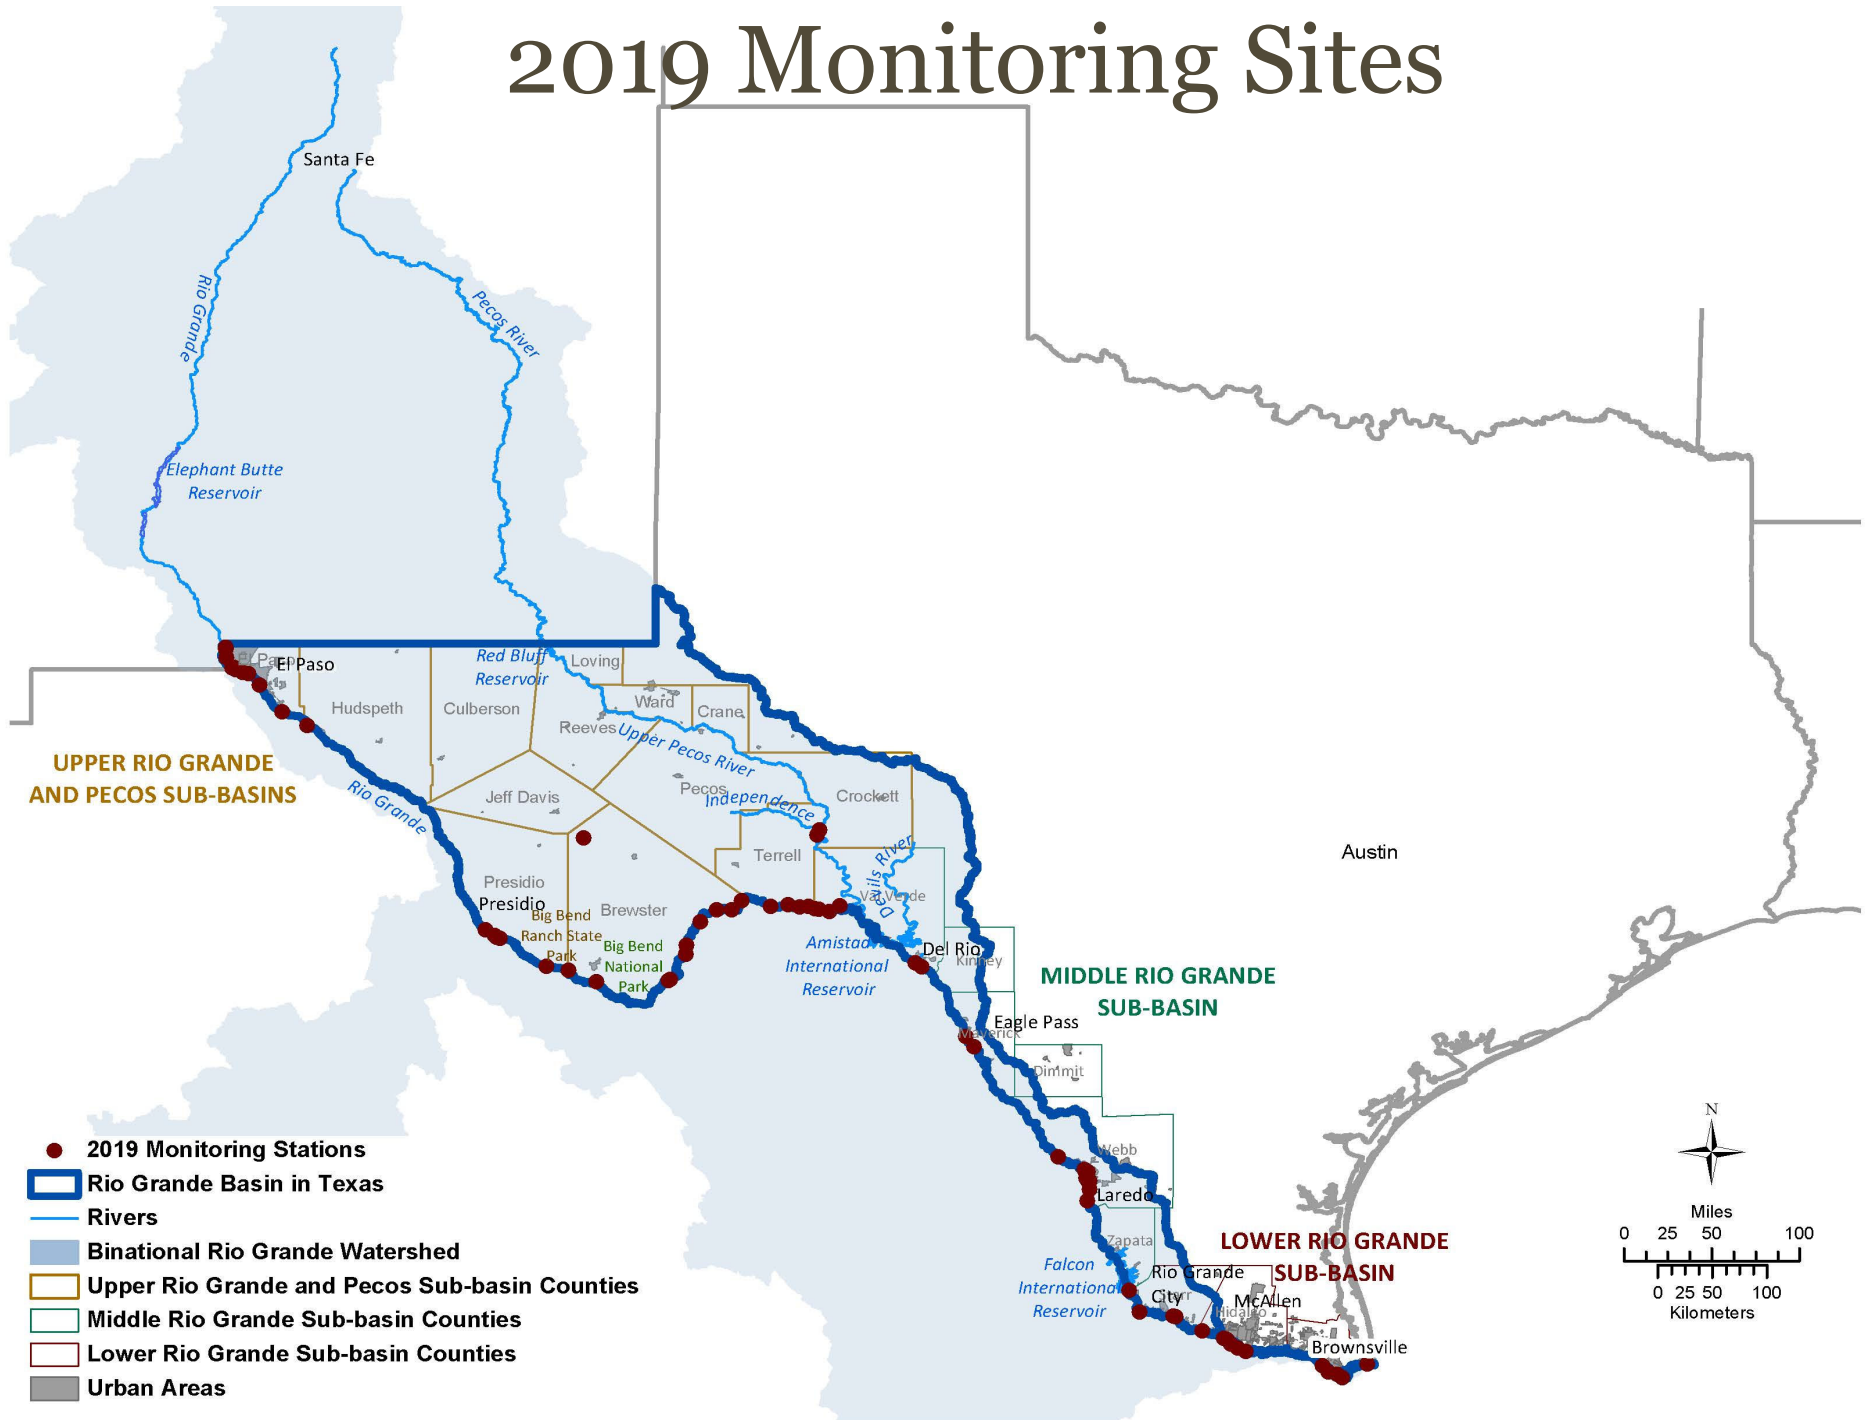 2019 Monitoring Sites
Santa Fe
Rio Grande
Pecos River
Elephant Butte
Reservoir
El Paso
El Paso
Red Bluff
Reservoir
Loving
Hudspeth
Culberson
Ward
Crane
Reeves
Upper Pecos River
UPPER RIO GRANDE
AND PECOS SUB-BASINS
Rio Grande
Jeff Davis
Pecos
Independence
Crockett
Terrell
Devils River
Val Verde
Austin
Presidio
Presidio
Big Bend
Ranch State
Park
Brewster
Big Bend
National
Park
Amistad
International
Reservoir
Del Rio
Kinney
MIDDLE RIO GRANDE
SUB-BASIN
Eagle Pass
Maverick
Dimmit
Webb
Laredo
Zapata
Falcon
International
Reservoir
LOWER RIO GRANDE
SUB-BASIN
Rio Grande
City
Starr
McAllen
Hidalgo
Brownsville
2019 Monitoring Stations
Rio Grande Basin in Texas
Rivers
Binational Rio Grande Watershed
Upper Rio Grande and Pecos Sub-basin Counties
Middle Rio Grande Sub-basin Counties
Lower Rio Grande Sub-basin Counties
Urban Areas
N
Miles
0 25 50 100
0 25 50 100
Kilometers